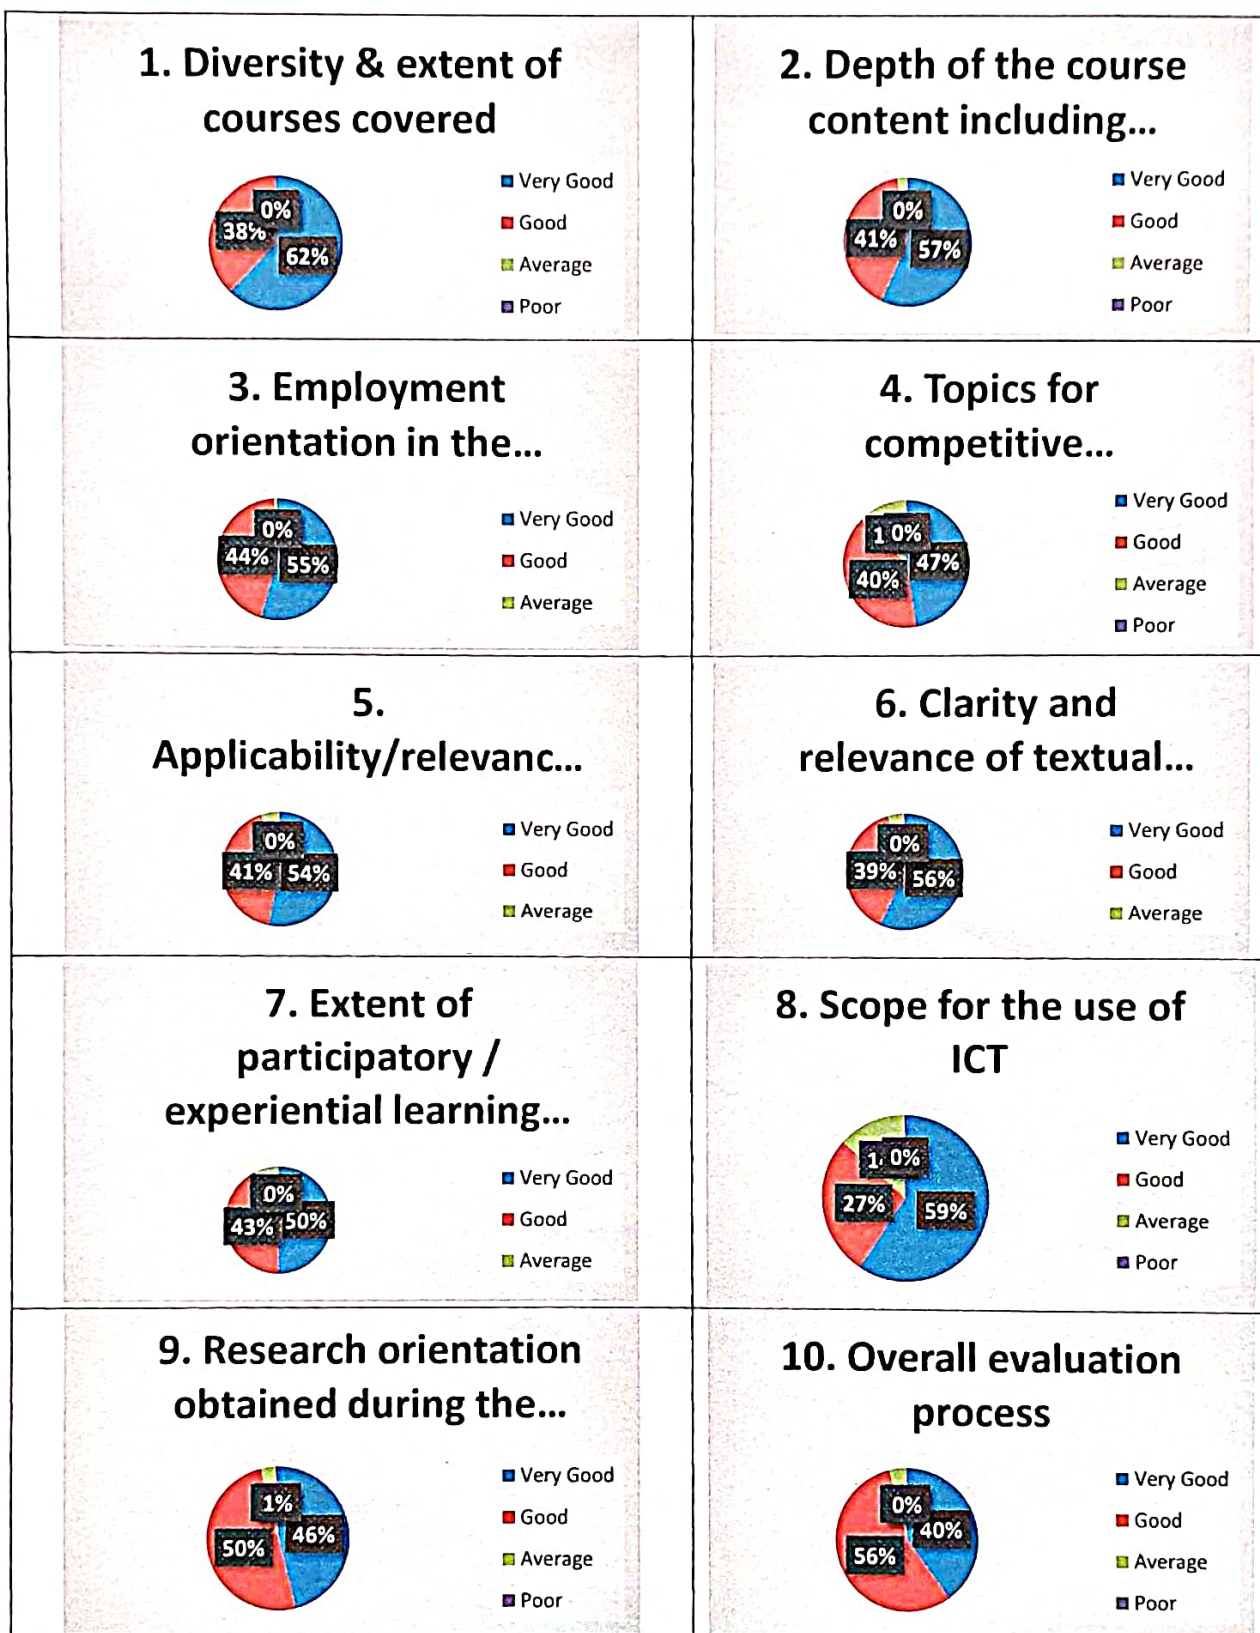 1. Diversity & extent of
courses covered
0%
38%
62%
Very Good
Good
Average
Poor
2. Depth of the course
content including...
0%
41%
57%
Very Good
Good
Average
Poor
3. Employment
orientation in the...
0%
44%
55%
Very Good
Good
Average
4. Topics for
competitive...
0%
47%
40%
Very Good
Good
Average
Poor
5.
Applicability/relevanc...
0%
41%
54%
Very Good
Good
Average
6. Clarity and
relevance of textual...
0%
39%
56%
Very Good
Good
Average
7. Extent of
participatory /
experiential learning...
0%
43%
50%
Very Good
Good
Average
8. Scope for the use of
ICT
0%
27%
59%
Very Good
Good
Average
Poor
9. Research orientation
obtained during the...
1%
50%
46%
Very Good
Good
Average
Poor
10. Overall evaluation
process
0%
40%
56%
Very Good
Good
Average
Poor